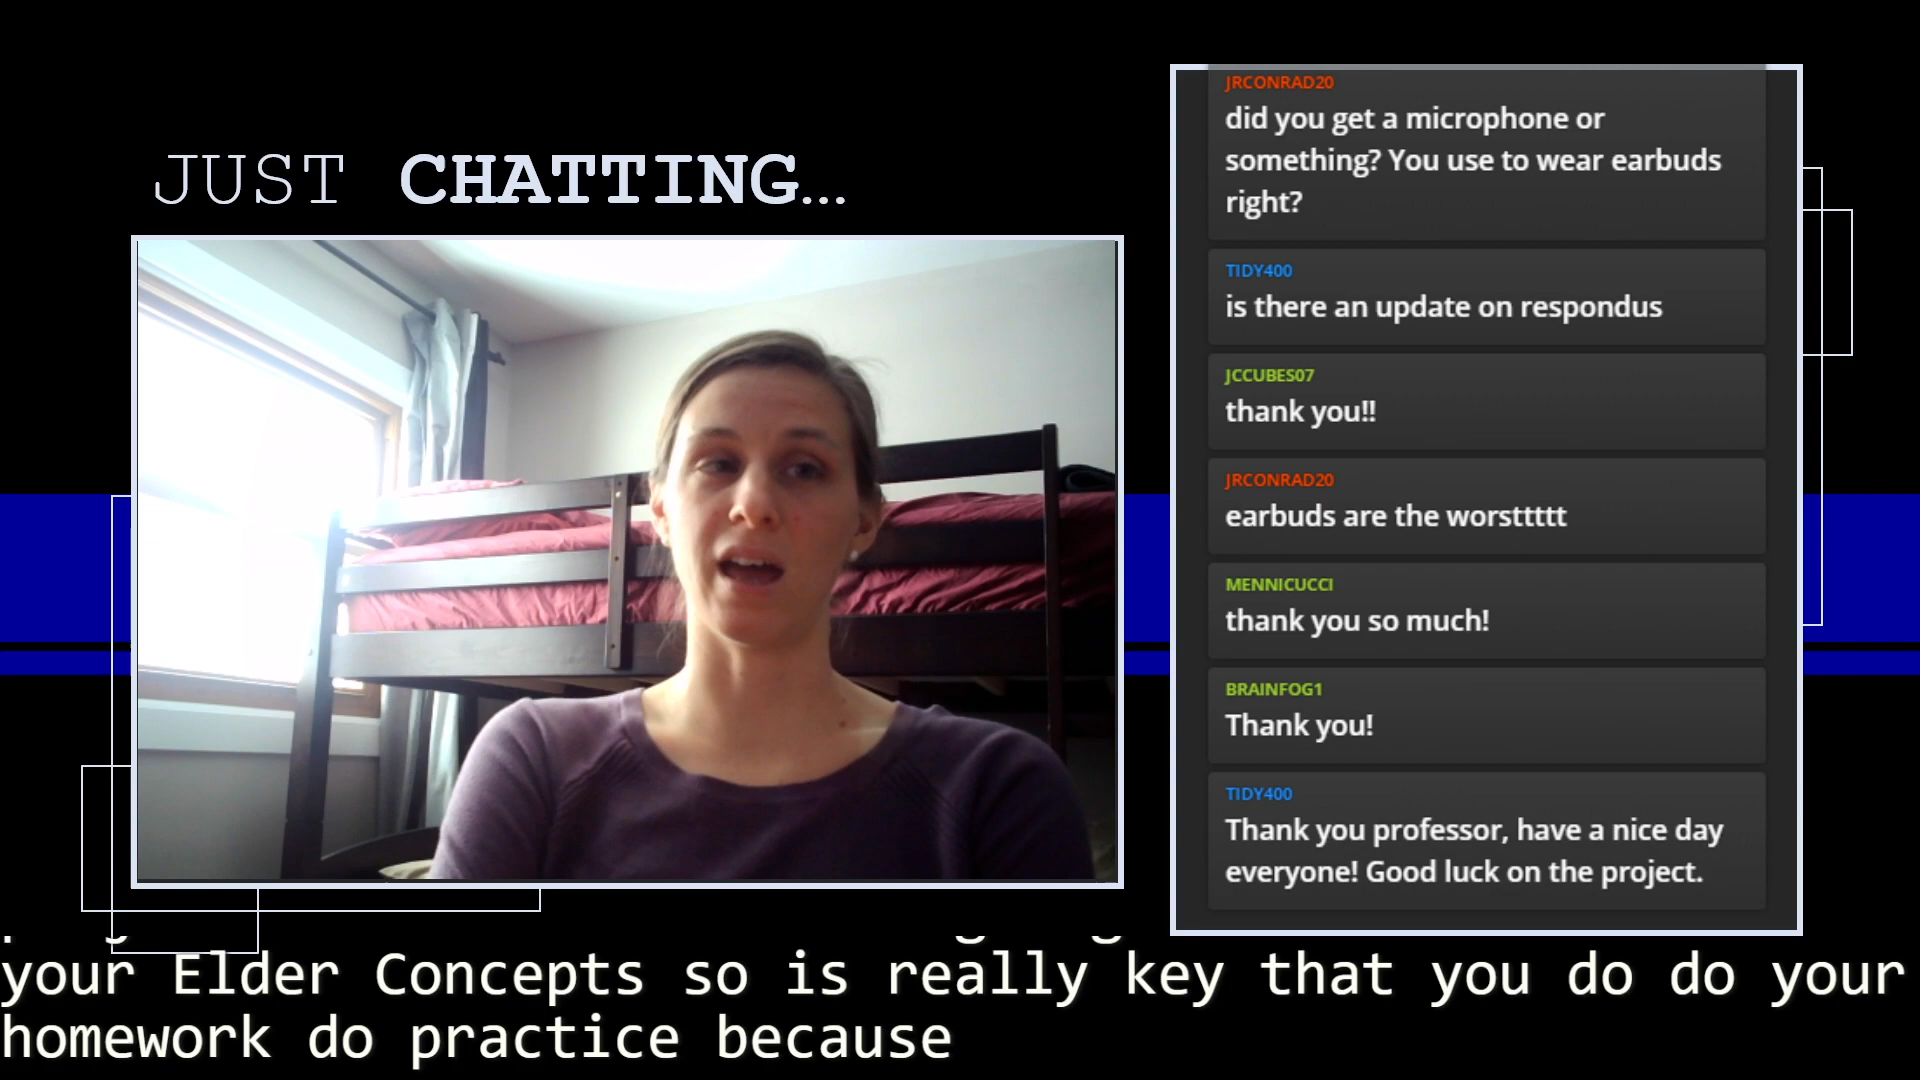 JUST CHATTING...
JRCONRAD20
did you get a microphone or
something? You use to wear earbuds
right?
TIDY400
is there an update on respondus
JCCUBES07
thank you!!
JRCONRAD20
earbuds are the worsttttt
MENNICUCCI
thank you so much!
BRAINFOG1
Thank you!
TIDY400
Thank you professor, have a nice day
everyone! Good luck on the project.
your Elder Concepts so is really key that you do do your
homework do practice because